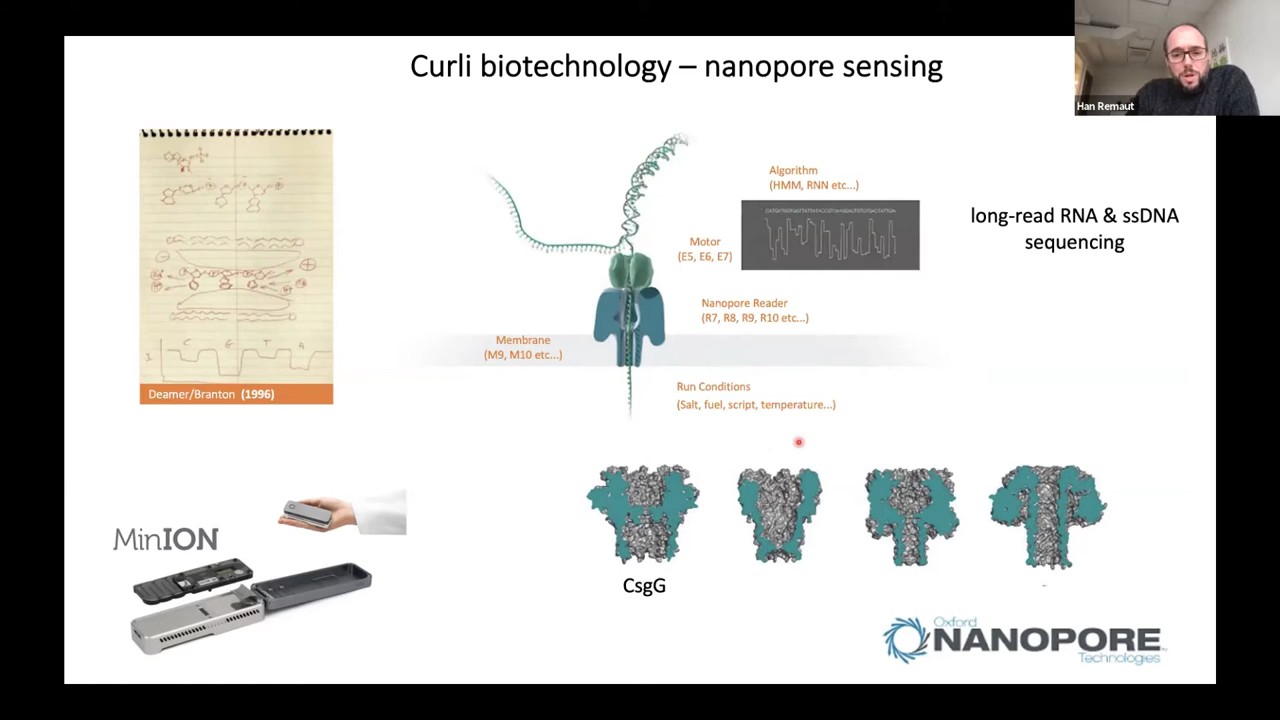 Curli biotechnology – nanopore sensing
Han Remaut
Algorithm
(HMM, RNN etc...)
long-read RNA & ssDNA
sequencing
Motor
(E5, E6, E7)
Nanopore Reader
(R7, R8, R9, R10 etc...)
Membrane
(M9, M10 etc...)
I
C
T
A
Deamer/Branton (1996)
Run Conditions
(Salt, fuel, script, temperature...)
MinION
CsgG
Oxford
NANOPORE
Technologies